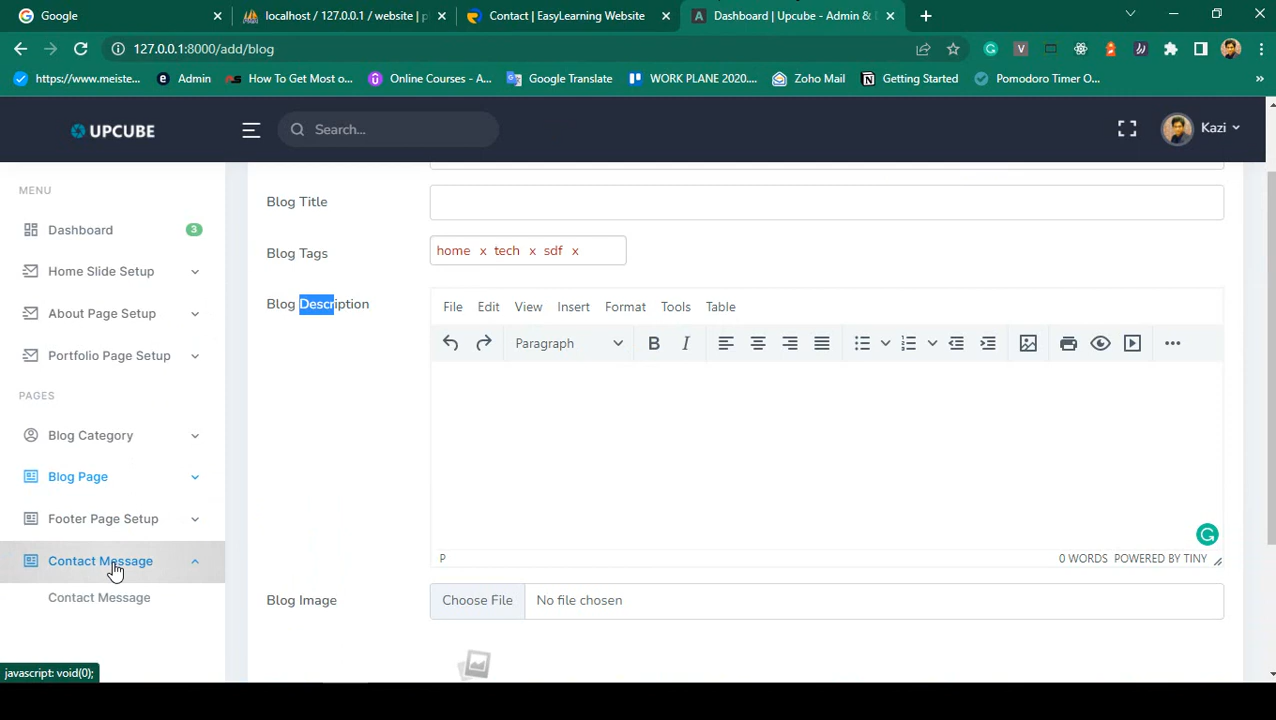 Google
localhost / 127.0.0.1 / website | p
Contact | EasyLearning Website
Dashboard | Upcube - Admin &
127.0.0.1:8000/add/blog
https://www.meiste...
Admin
How To Get Most o...
Online Courses - A...
Google Translate
WORK PLANE 2020....
Zoho Mail
Getting Started
Pomodoro Timer O...
UPCUBE
Search...
Kazi
MENU
Dashboard 3
Home Slide Setup
About Page Setup
Portfolio Page Setup
PAGES
Blog Category
Blog Page
Footer Page Setup
Contact Message
Contact Message
Blog Title
Blog Tags
home x tech x sdf x
Blog Description
File Edit View Insert Format Tools Table
Paragraph B I
P
0 WORDS POWERED BY TINY
Blog Image
Choose File No file chosen
javascript: void(0);